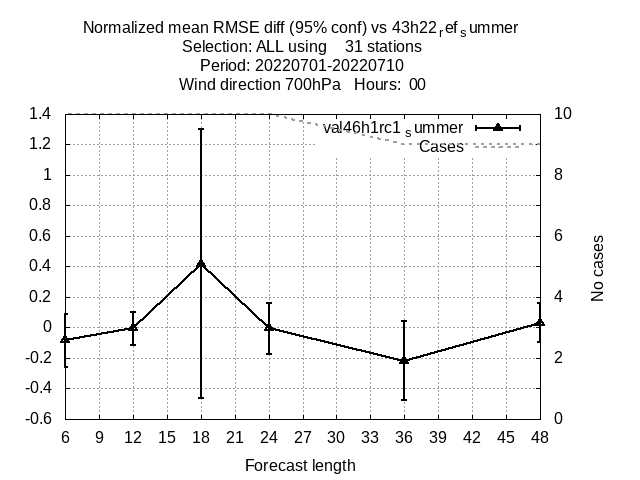 Normalized mean RMSE diff (95% conf) vs 43h22ref summer
Selection: ALL using 31 stations
Period: 20220701-20220710
Wind direction 700hPa Hours: 00
1.4
1.2
1
0.8
0.6
0.4
0.2
0
-0.2
-0.4
-0.6
val46h1rc1summer
Cases
10
8
6
4
2
0
No cases
6 9 12 15 18 21 24 27 30 33 36 39 42 45 48
Forecast length